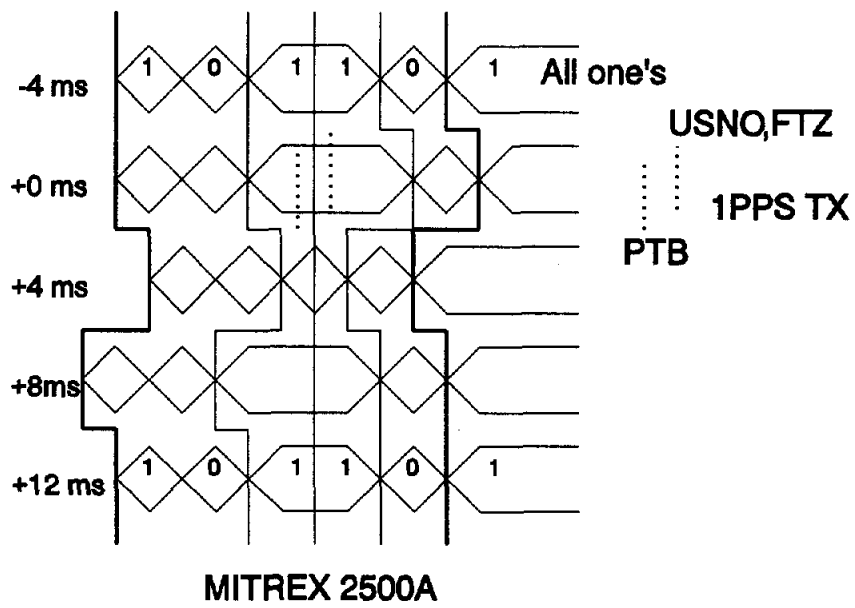 -4 ms 1 0 1 1 0 1 All one's
USNO,FTZ
+0 ms
1PPS TX
PTB
+4 ms
+8ms
+12 ms 1 0 1 1 0 1
MITREX 2500A